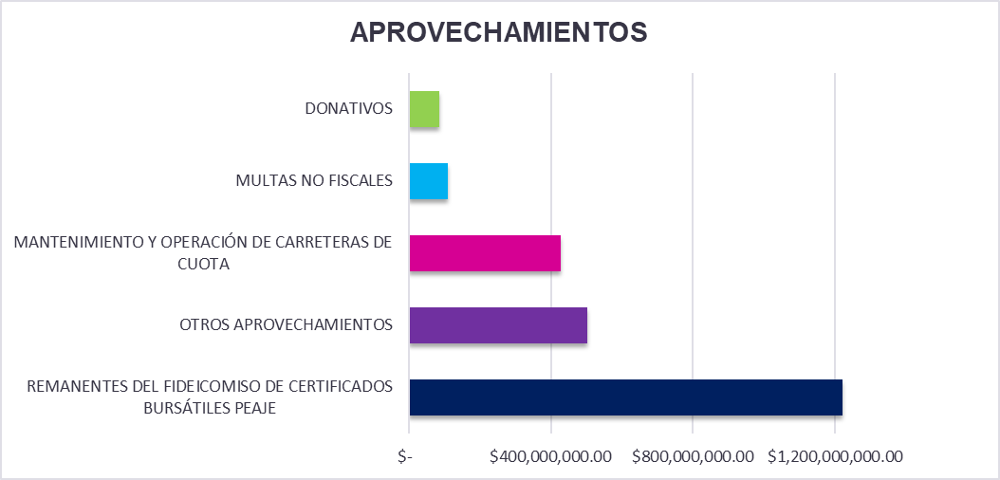 APROVECHAMIENTOS
DONATIVOS
MULTAS NO FISCALES
MANTENIMIENTO Y OPERACIÓN DE CARRETERAS DE
CUOTA
OTROS APROVECHAMIENTOS
REMANENTES DEL FIDEICOMISO DE CERTIFICADOS
BURSÁTILES PEAJE
$- $400,000,000.00 $800,000,000.00 $1,200,000,000.00